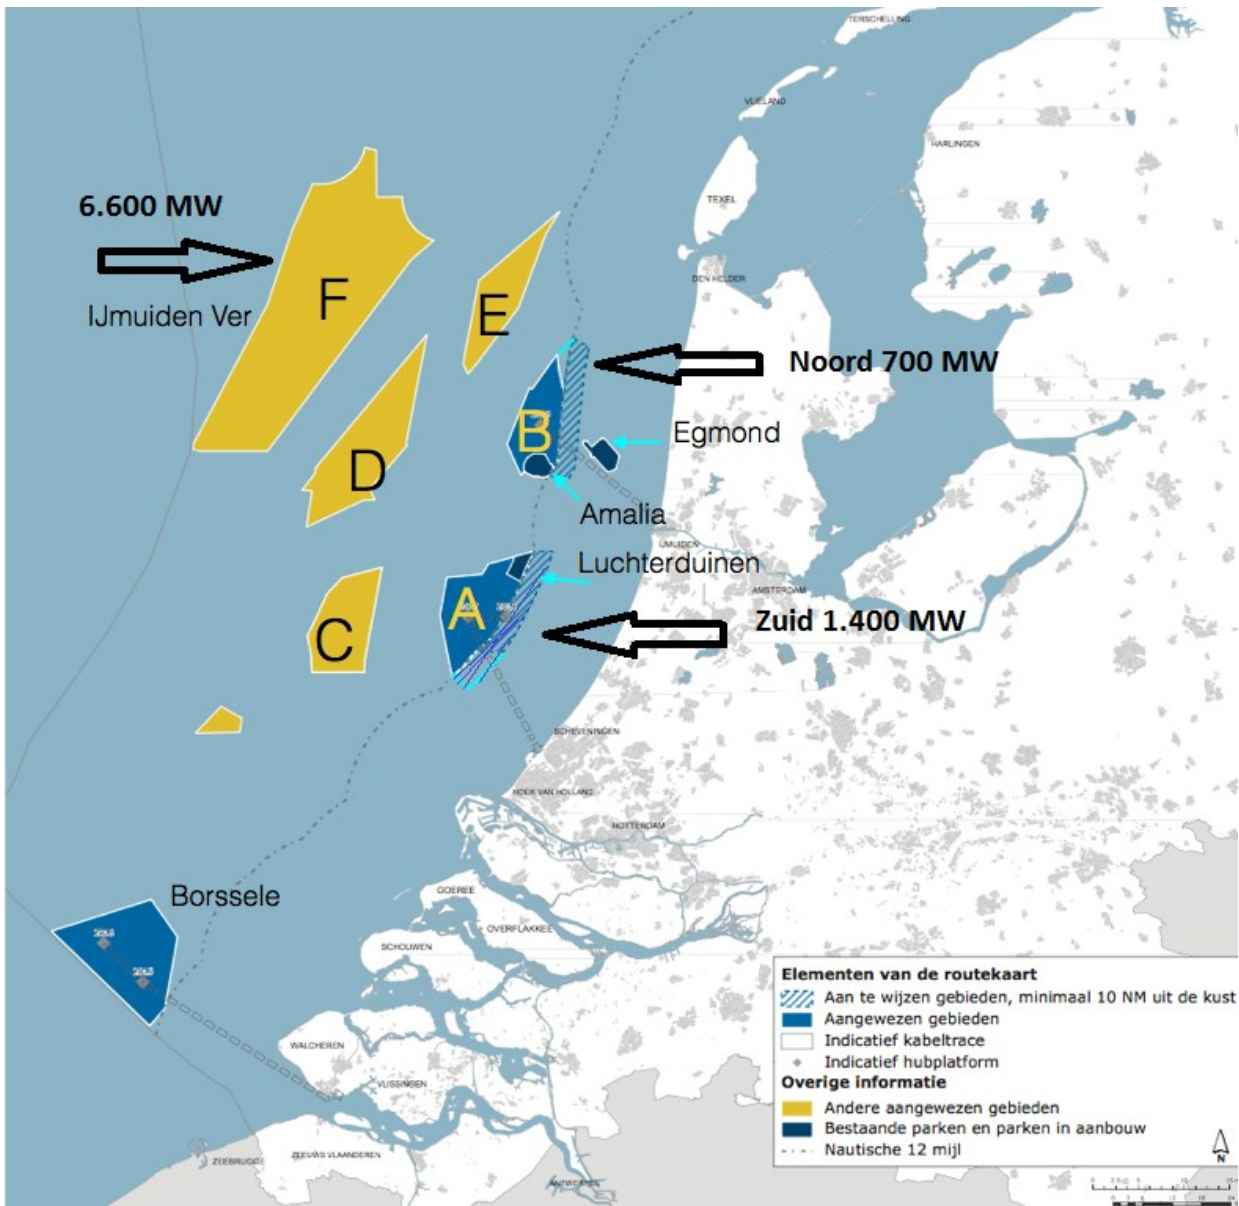 TERSCHELLING
VLIELAND
HARLINGEN
TEXEL
6.600 MW
DEN HELDER
F
E
IJmuiden Ver
Noord 700 MW
B
Egmond
D
Amalia
IJMUIDEN
Luchterduinen
AMSTERDAM
A
Zuid 1.400 MW
C
SCHEVENINGEN
HOEK VAN HOLLAND
ROTTERDAM
Borssele
GOEREE
OVERFLAKKEE
SCHOUWEN
WALCHEREN
VLISSINGEN
ZEEBRUGGE
ZEEUWS VLAANDEREN
ANTWERPEN
Elementen van de routekaart
Aan te wijzen gebieden, minimaal 10 NM uit de kust
Aangewezen gebieden
Indicatief kabeltrace
Indicatief hubplatform
Overige informatie
Andere aangewezen gebieden
Bestaande parken en parken in aanbouw
Nautische 12 mijl
N